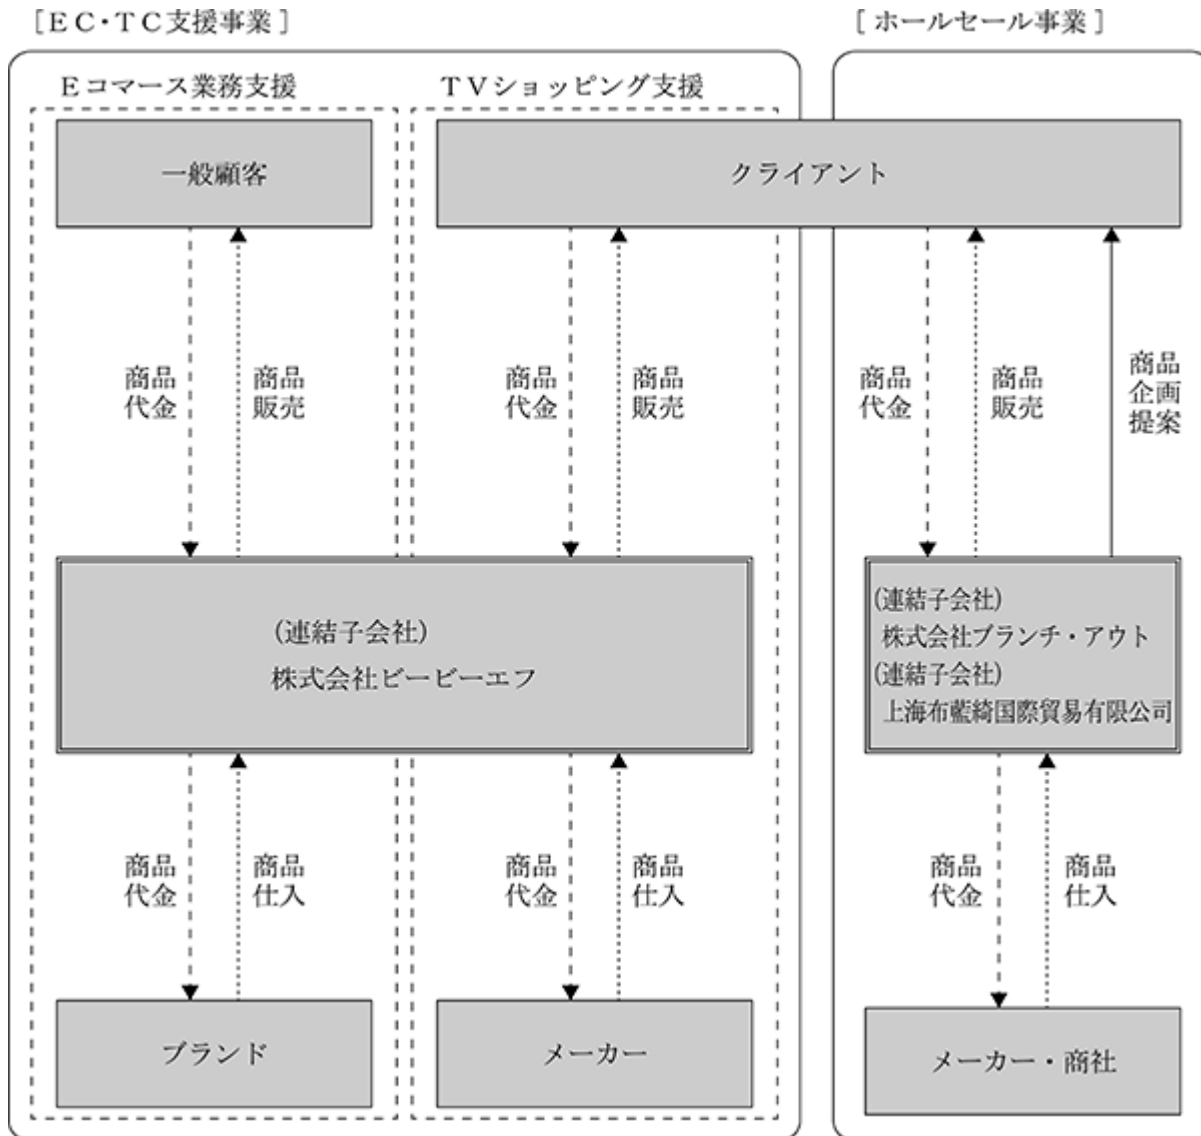 ［ＥＣ・ＴＣ支援事業］
［ホールセール事業］
Ｅコマース業務支援
ＴＶショッピング支援
一般顧客
クライアント
商品
代金
商品
販売
商品
代金
商品
販売
商品
代金
商品
販売
商品
企画
提案
(連結子会社)
株式会社ビービーエフ
(連結子会社)
株式会社ブランチ・アウト
(連結子会社)
上海布藍綺国際貿易有限公司
商品
代金
商品
仕入
商品
代金
商品
仕入
商品
代金
商品
仕入
ブランド
メーカー
メーカー・商社